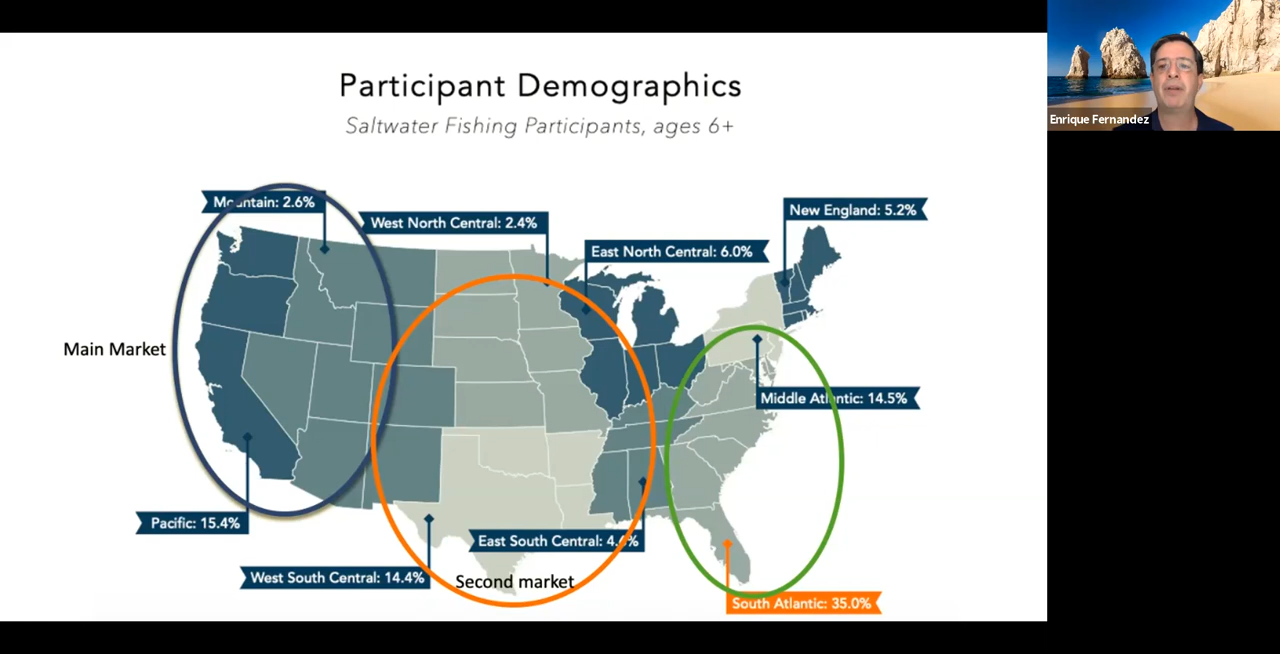 Participant Demographics
Saltwater Fishing Participants, ages 6+
Enrique Fernandez
Mountain: 2.6%
West North Central: 2.4%
New England: 5.2%
East North Central: 6.0%
Main Market
Middle Atlantic: 14.5%
Pacific: 15.4%
East South Central: 4.4%
West South Central: 14.4%
Second market
South Atlantic: 35.0%